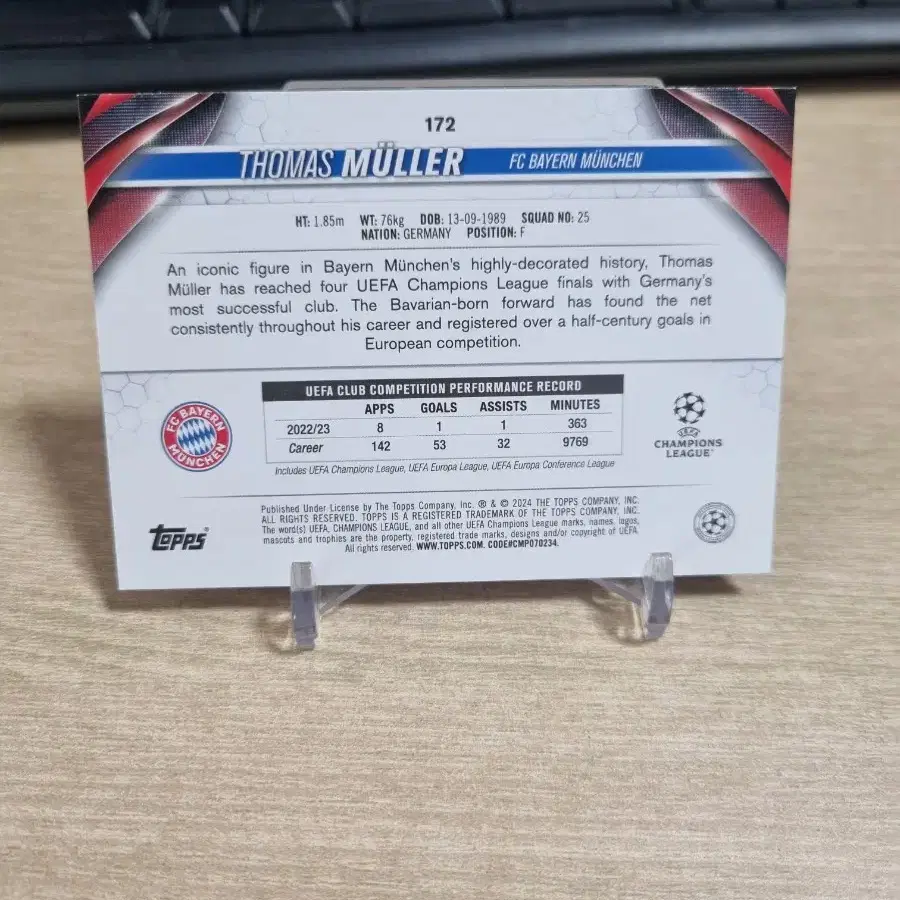 172
THOMAS MÜLLER FC BAYERN MÜNCHEN
HT: 1.85m WT: 76kg DOB: 13-09-1989 SQUAD NO: 25
NATION: GERMANY POSITION: F
An iconic figure in Bayern München's highly-decorated history, Thomas
Müller has reached four UEFA Champions League finals with Germany's
most successful club. The Bavarian-born forward has found the net
consistently throughout his career and registered over a half-century goals in
European competition.
UEFA CLUB COMPETITION PERFORMANCE RECORD
APPS GOALS ASSISTS MINUTES
2022/23 8 1 1 363
Career 142 53 32 9769
Includes UEFA Champions League, UEFA Europa League, UEFA Europa Conference League
FC BAYERN
MÜNCHEN
UEFA
CHAMPIONS
LEAGUE
topps®
Published Under License by The Topps Company, Inc. ® & © 2024 THE TOPPS COMPANY, INC.
ALL RIGHTS RESERVED. TOPPS IS A REGISTERED TRADEMARK OF THE TOPPS COMPANY, INC.
The word(s) UEFA, CHAMPIONS LEAGUE, and all other UEFA Champions League marks, names, logos,
mascots and trophies are the property, registered trade marks, designs and/or copyright of UEFA.
All rights reserved. WWW.TOPPS.COM. CODE#CMP070234.